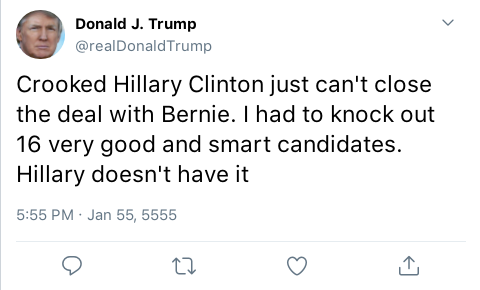 Donald J. Trump
@realDonaldTrump
Crooked Hillary Clinton just can't close
the deal with Bernie. I had to knock out
16 very good and smart candidates.
Hillary doesn't have it
5:55 PM · Jan 55, 5555